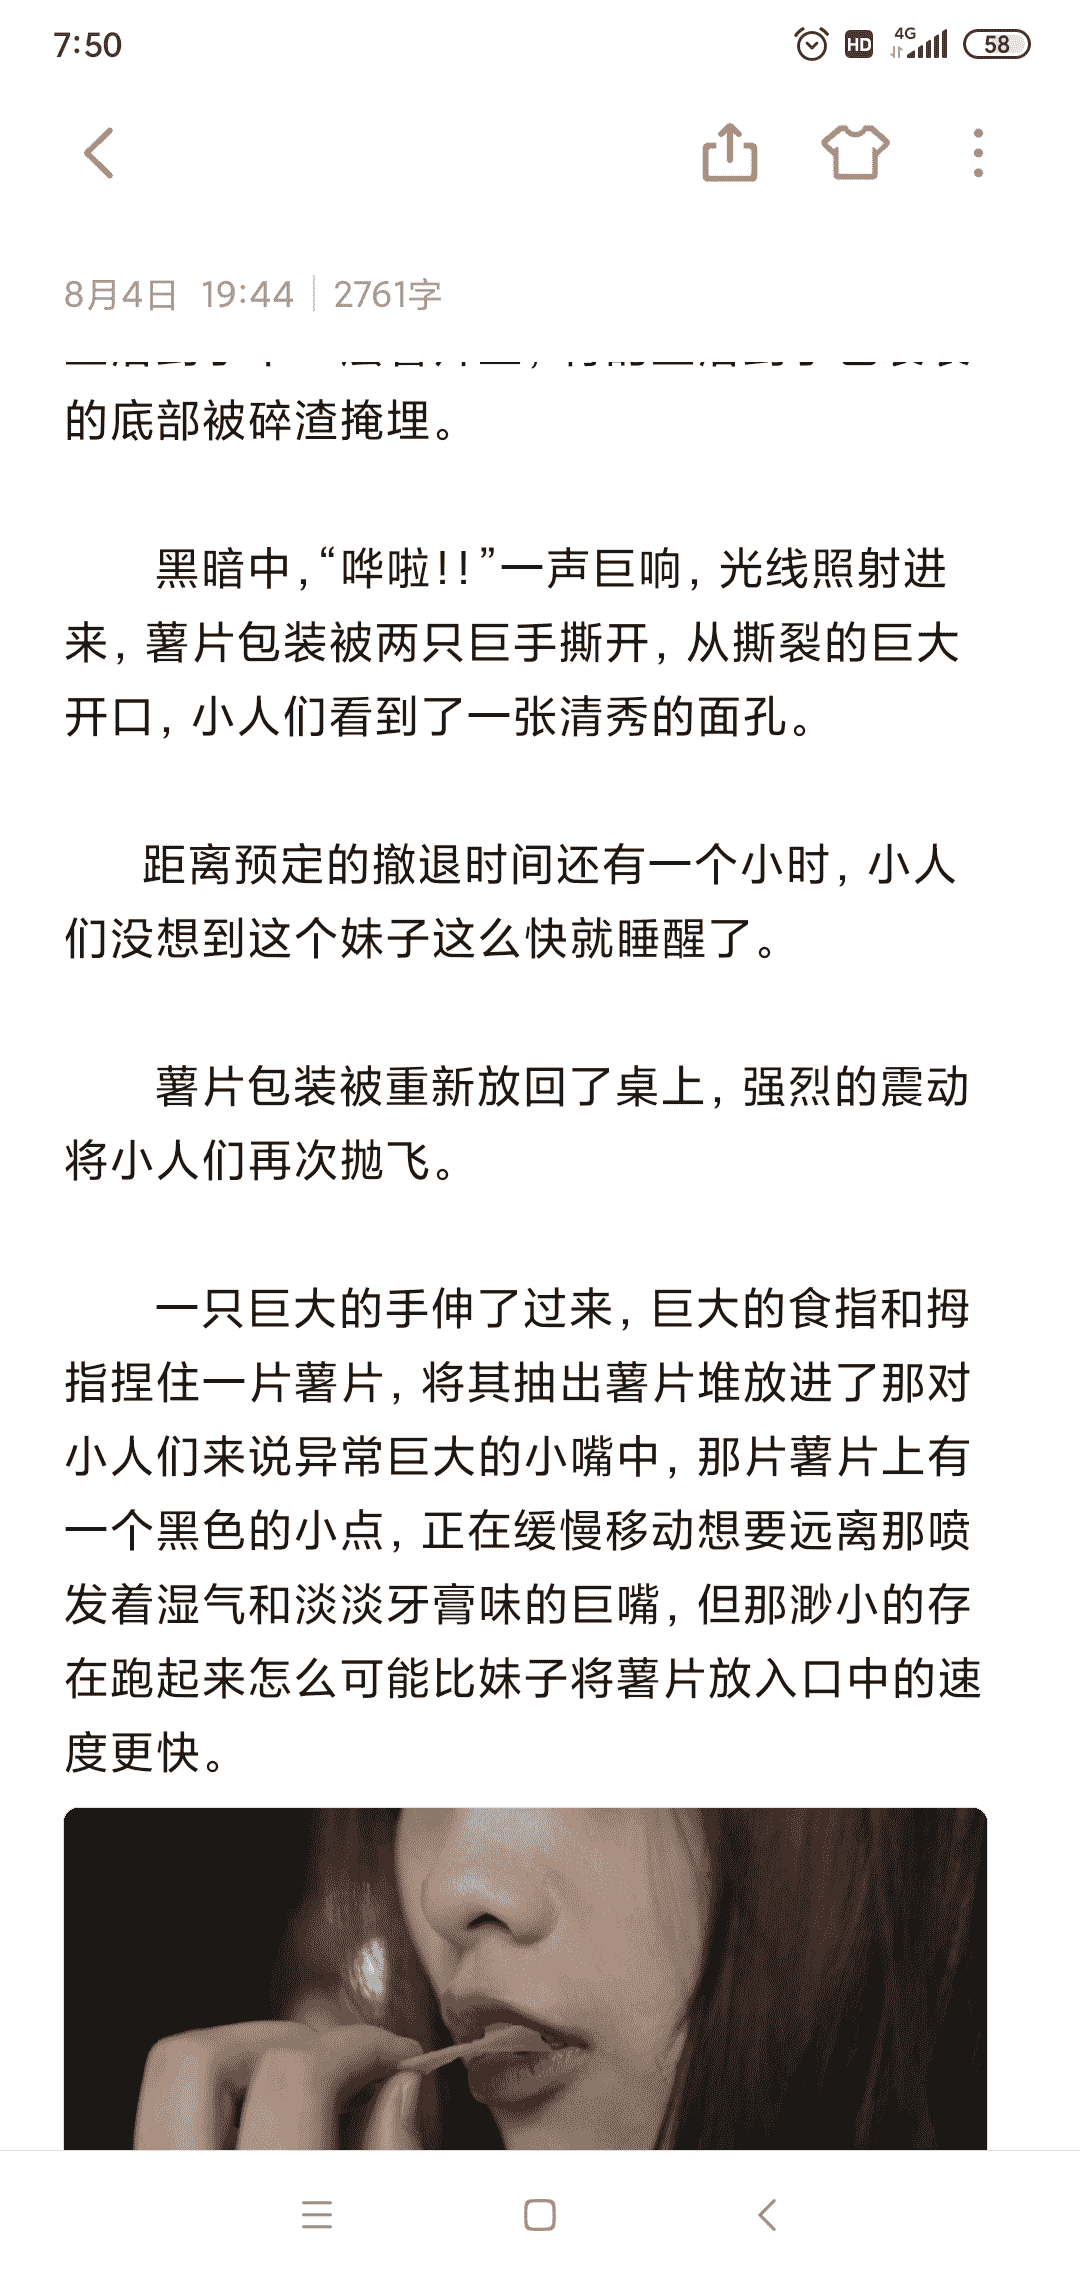 7:50
HD
4G
58
8月4日 19:44 | 2761字
的底部被碎渣掩埋。
黑暗中,“哗啦!!”一声巨响,光线照射进
来,薯片包装被两只巨手撕开,从撕裂的巨大
开口,小人们看到了一张清秀的面孔。
距离预定的撤退时间还有一个小时,小人
们没想到这个妹子这么快就睡醒了。
薯片包装被重新放回了桌上,强烈的震动
将小人们再次抛飞。
一只巨大的手伸了过来,巨大的食指和拇
指捏住一片薯片,将其抽出薯片堆放进了那对
小人们来说异常巨大的小嘴中,那片薯片上有
一个黑色的小点,正在缓慢移动想要远离那喷
发着湿气和淡淡牙膏味的巨嘴,但那渺小的存
在跑起来怎么可能比妹子将薯片放入口中的速
度更快。